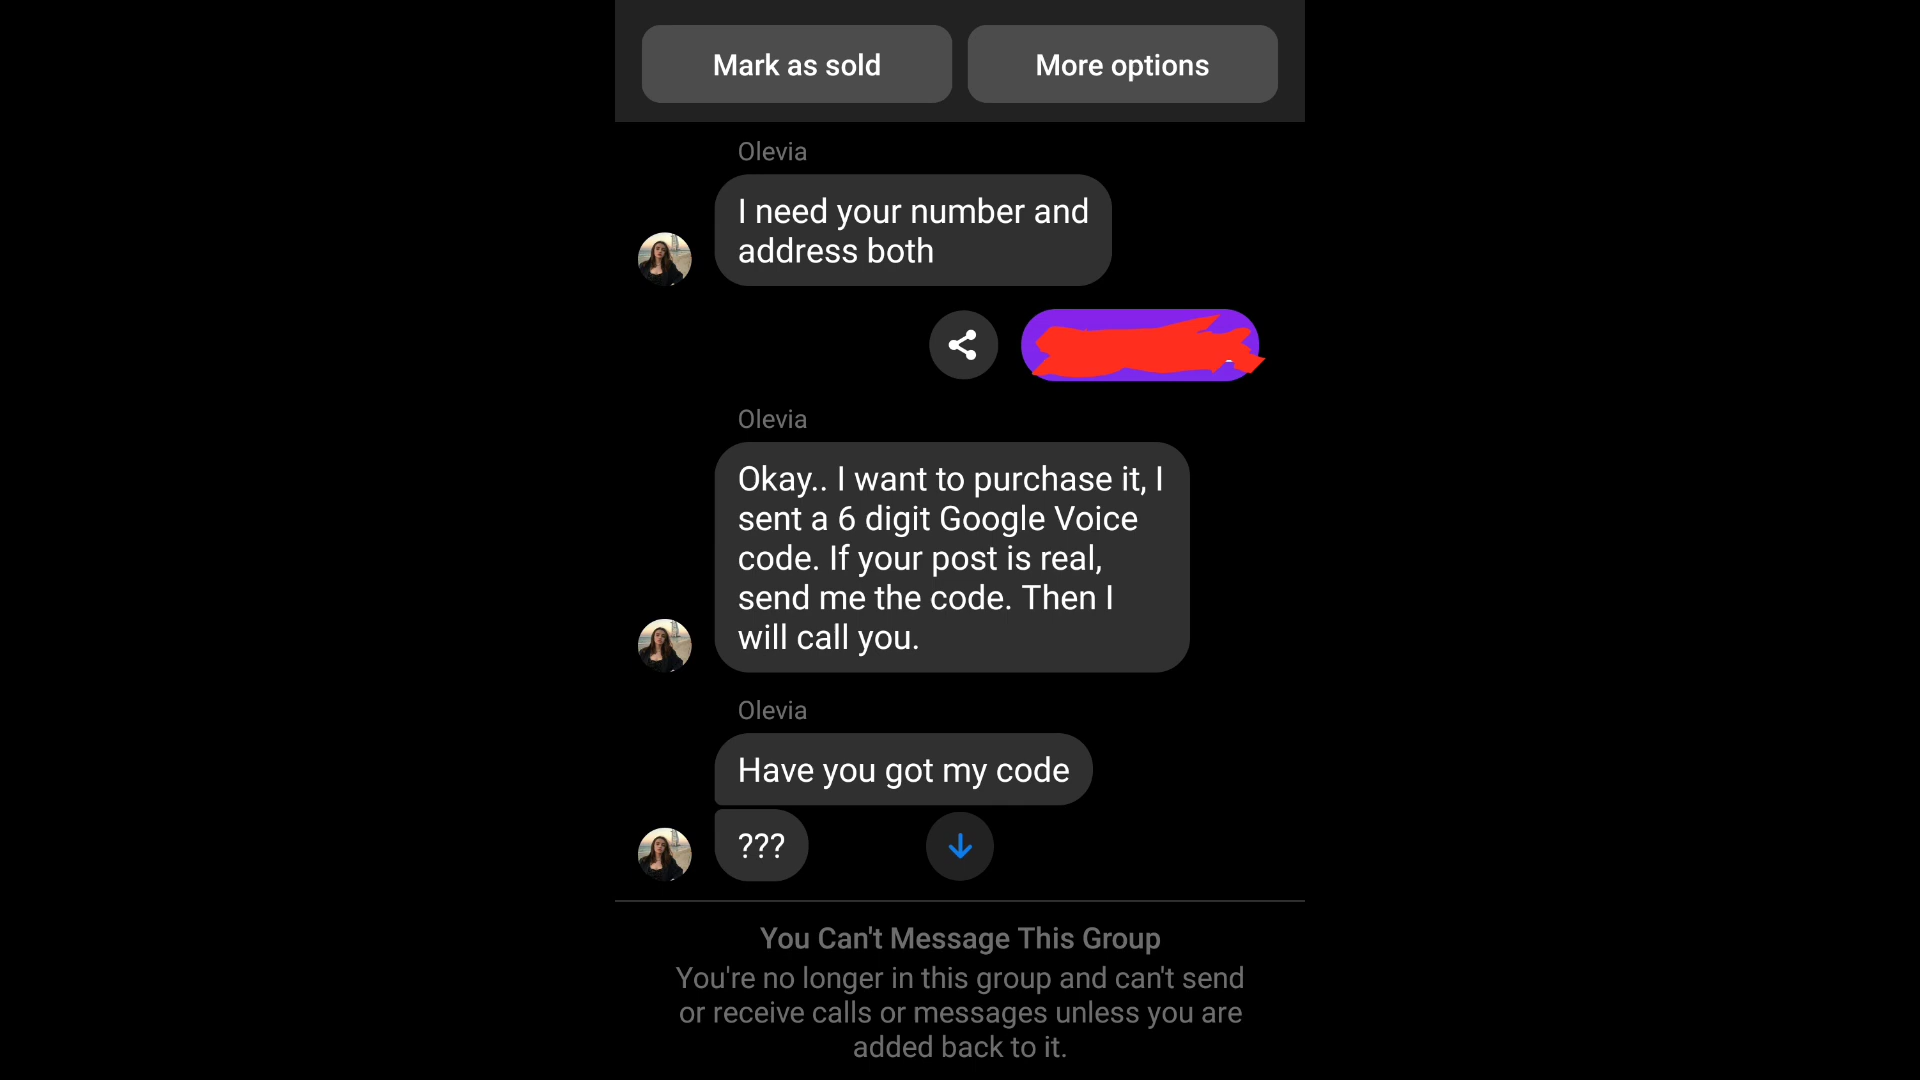 Mark as sold
More options
Olevia
I need your number and
address both
Olevia
Okay.. I want to purchase it, I
sent a 6 digit Google Voice
code. If your post is real,
send me the code. Then I
will call you.
Olevia
Have you got my code
???
You Can't Message This Group
You're no longer in this group and can't send
or receive calls or messages unless you are
added back to it.